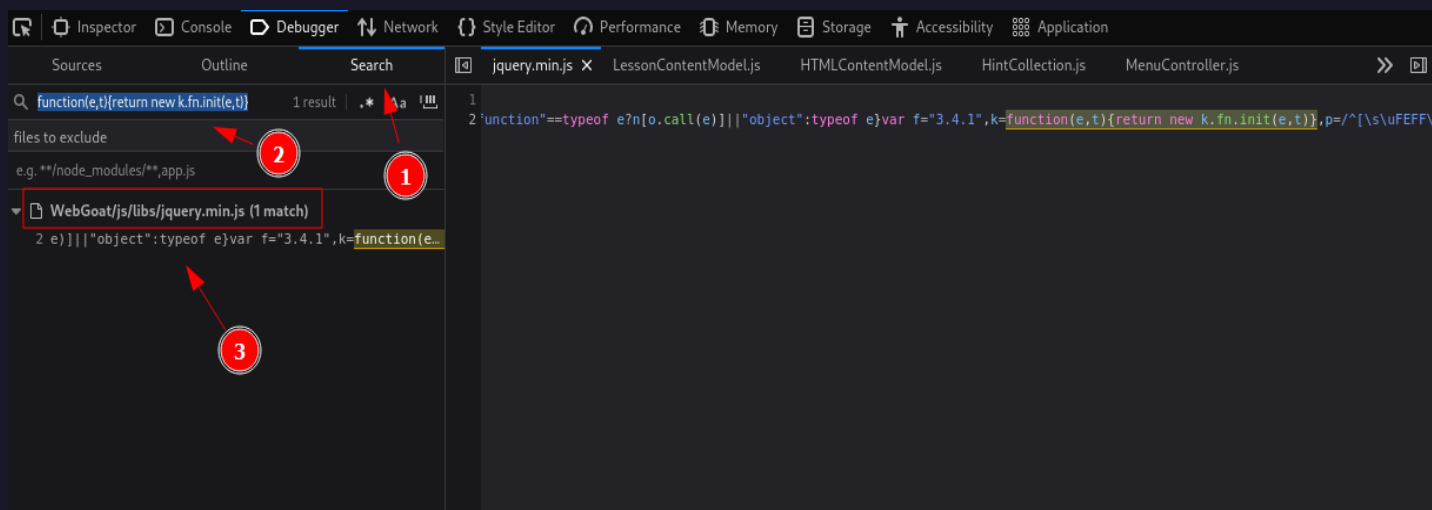 Inspector Console Debugger Network Style Editor Performance Memory Storage Accessibility Application
Sources Outline Search
jquery.min.js LessonContentModel.js HTMLContentModel.js HintCollection.js MenuController.js
function(e,t){return new k.fn.init(e,t)} 1 result .* Aa
files to exclude
e.g. **/node_modules/**,app.js
WebGoat/js/libs/jquery.min.js (1 match)
2 e)]||"object":typeof e}var f="3.4.1",k=function(e…
1
2 function"==typeof e?n[o.call(e)]||"object":typeof e}var f="3.4.1",k=function(e,t){return new k.fn.init(e,t)},p=/^[\s\uFEFF\
1
2
3